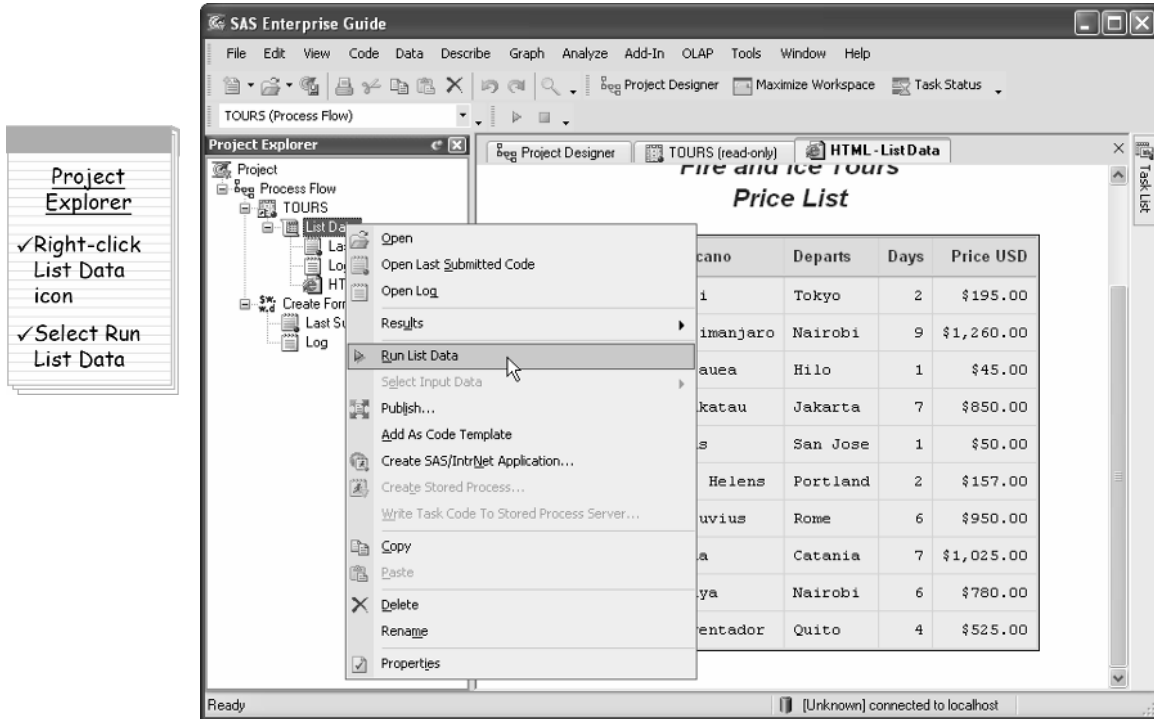 Project
Explorer
✓Right-click
List Data
icon
✓Select Run
List Data
SAS Enterprise Guide
File Edit View Code Data Describe Graph Analyze Add-In OLAP Tools Window Help
Project Designer Maximize Workspace Task Status
TOURS (Process Flow)
Project Explorer
Project
Process Flow
TOURS
List Da
La
Lo
HT
Create For
Last Su
Log
Open
Open Last Submitted Code
Open Log
Results
Run List Data
Select Input Data
Publish...
Add As Code Template
Create SAS/IntrNet Application...
Create Stored Process...
Write Task Code To Stored Process Server...
Copy
Paste
Delete
Rename
Properties
Project Designer TOURS (read-only) HTML - List Data
Fire and Ice Tours
Price List
cano Departs Days Price USD
i Tokyo 2 $195.00
imanjaro Nairobi 9 $1,260.00
auea Hilo 1 $45.00
katau Jakarta 7 $850.00
s San Jose 1 $50.00
Helens Portland 2 $157.00
uvius Rome 6 $950.00
a Catania 7 $1,025.00
ya Nairobi 6 $780.00
entador Quito 4 $525.00
Task List
Ready [Unknown] connected to localhost